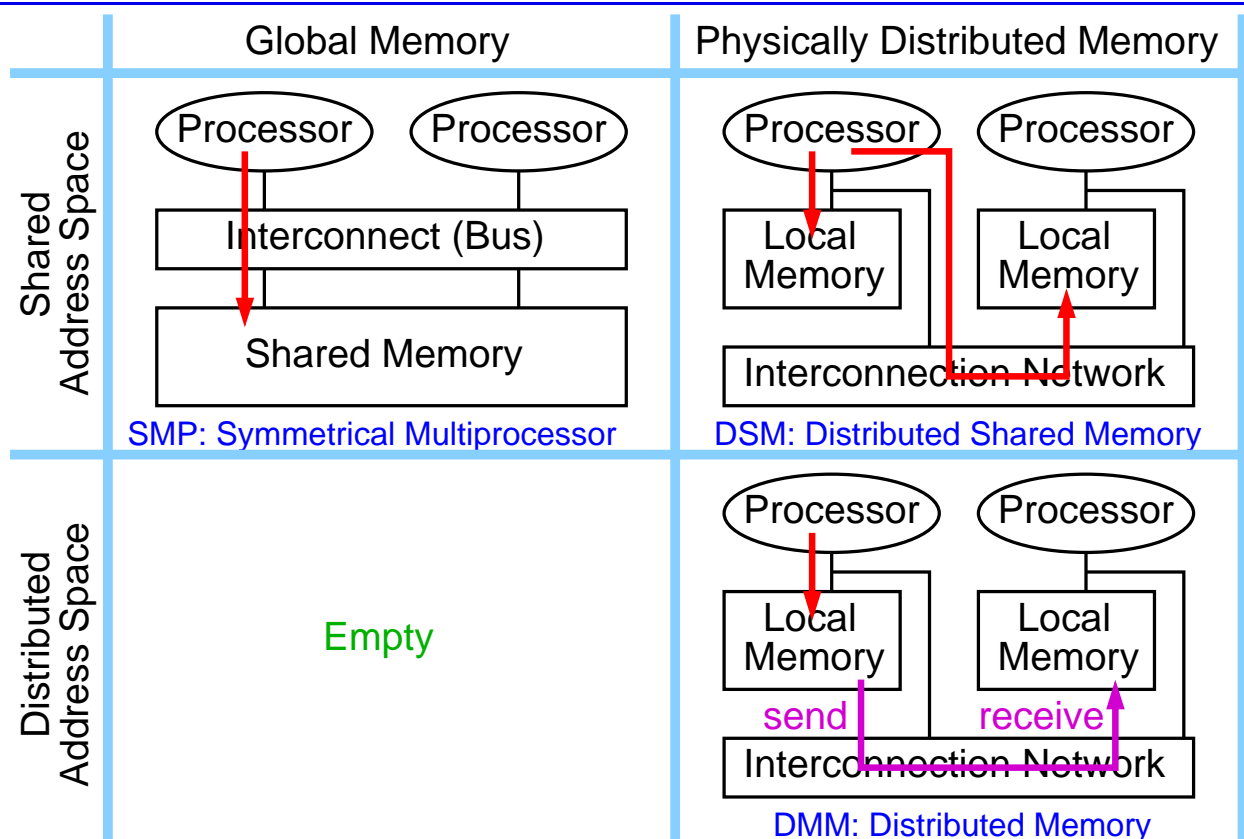 Global Memory
Physically Distributed Memory
Shared
Address Space
Processor
Processor
Interconnect (Bus)
Shared Memory
SMP: Symmetrical Multiprocessor
Processor
Processor
Local
Memory
Local
Memory
Interconnection Network
DSM: Distributed Shared Memory
Distributed
Address Space
Empty
Processor
Processor
Local
Memory
Local
Memory
send
receive
Interconnection Network
DMM: Distributed Memory